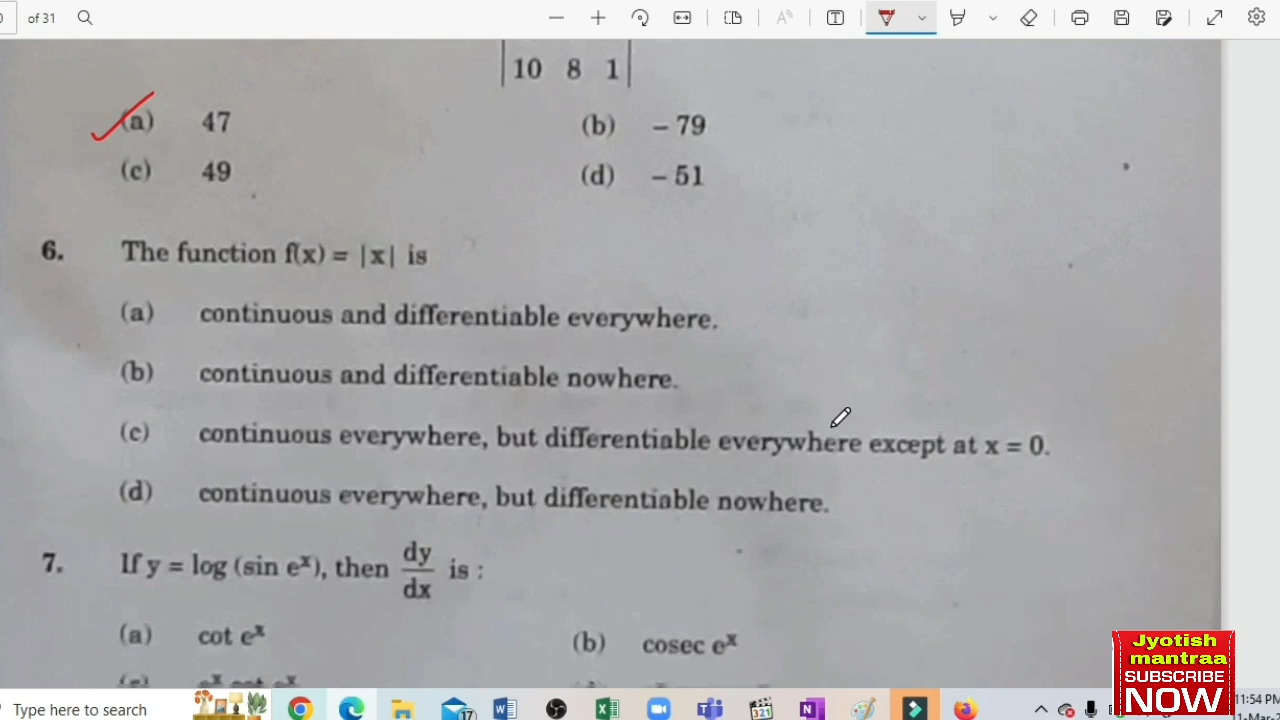 of 31
10 8 1
(a) 47 (b) – 79
(c) 49 (d) – 51
6. The function f(x) = |x| is
(a) continuous and differentiable everywhere.
(b) continuous and differentiable nowhere.
(c) continuous everywhere, but differentiable everywhere except at x = 0.
(d) continuous everywhere, but differentiable nowhere.
7. If y = log (sin eˣ), then dy/dx is :
(a) cot eˣ (b) cosec eˣ
Jyotish
mantraa
SUBSCRIBE
NOW
Type here to search
17
321
11:54 PM